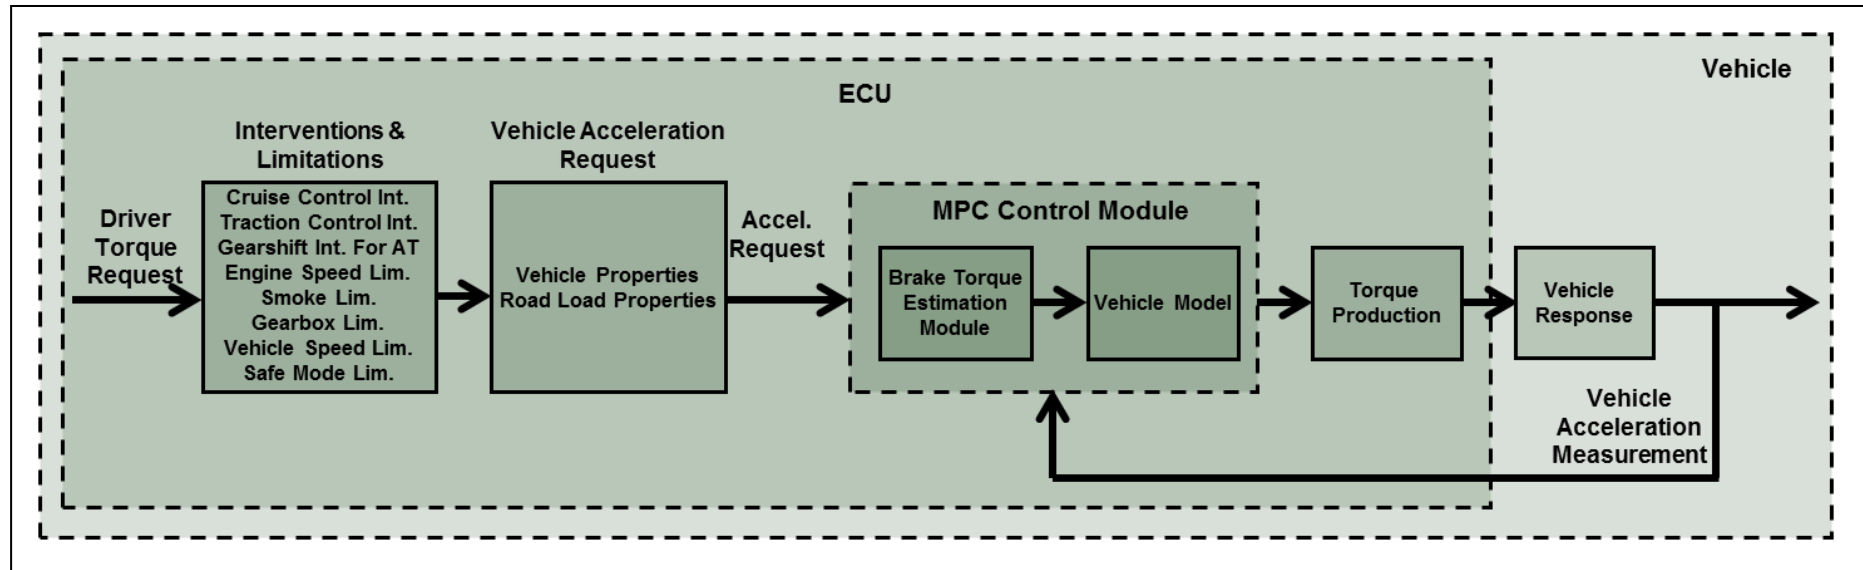 Vehicle
ECU
Interventions &
Limitations
Vehicle Acceleration
Request
Driver
Torque
Request
Cruise Control Int.
Traction Control Int.
Gearshift Int. For AT
Engine Speed Lim.
Smoke Lim.
Gearbox Lim.
Vehicle Speed Lim.
Safe Mode Lim.
Vehicle Properties
Road Load Properties
Accel.
Request
MPC Control Module
Brake Torque
Estimation
Module
Vehicle Model
Torque
Production
Vehicle
Response
Vehicle
Acceleration
Measurement